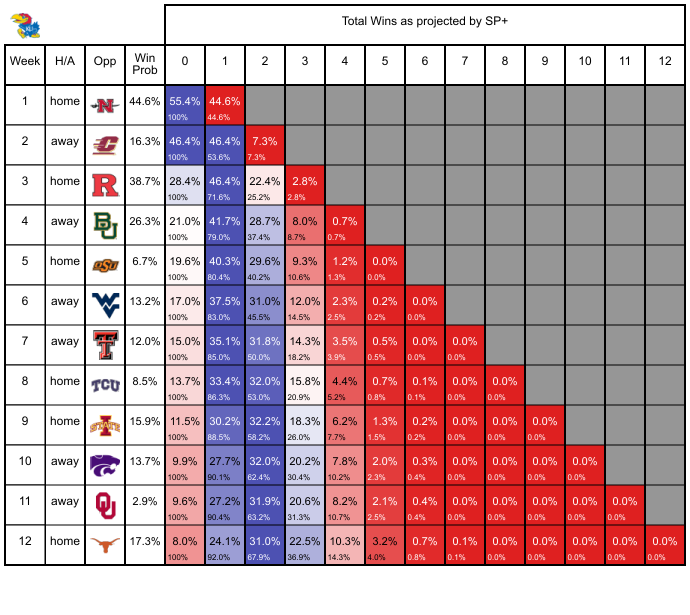 KU
Total Wins as projected by SP+
Week H/A Opp Win Prob 0 1 2 3 4 5 6 7 8 9 10 11 12
1 home N 44.6% 55.4% 44.6%
100% 44.6%
2 away C 16.3% 46.4% 46.4% 7.3%
100% 53.6% 7.3%
3 home R 38.7% 28.4% 46.4% 22.4% 2.8%
100% 71.6% 25.2% 2.8%
4 away BU 26.3% 21.0% 41.7% 28.7% 8.0% 0.7%
100% 79.0% 37.4% 8.7% 0.7%
5 home OSU 6.7% 19.6% 40.3% 29.6% 9.3% 1.2% 0.0%
100% 80.4% 40.2% 10.6% 1.3% 0.0%
6 away WV 13.2% 17.0% 37.5% 31.0% 12.0% 2.3% 0.2% 0.0%
100% 83.0% 45.5% 14.5% 2.5% 0.2% 0.0%
7 away T 12.0% 15.0% 35.1% 31.8% 14.3% 3.5% 0.5% 0.0% 0.0%
100% 85.0% 50.0% 18.2% 3.9% 0.5% 0.0% 0.0%
8 home TCU 8.5% 13.7% 33.4% 32.0% 15.8% 4.4% 0.7% 0.1% 0.0% 0.0%
100% 86.3% 53.0% 20.9% 5.2% 0.8% 0.1% 0.0% 0.0%
9 home I STATE 15.9% 11.5% 30.2% 32.2% 18.3% 6.2% 1.3% 0.2% 0.0% 0.0% 0.0%
100% 88.5% 58.2% 26.0% 7.7% 1.5% 0.2% 0.0% 0.0% 0.0%
10 away 13.7% 9.9% 27.7% 32.0% 20.2% 7.8% 2.0% 0.3% 0.0% 0.0% 0.0% 0.0%
100% 90.1% 62.4% 30.4% 10.2% 2.3% 0.4% 0.0% 0.0% 0.0% 0.0%
11 away OU 2.9% 9.6% 27.2% 31.9% 20.6% 8.2% 2.1% 0.4% 0.0% 0.0% 0.0% 0.0% 0.0%
100% 90.4% 63.2% 31.3% 10.7% 2.5% 0.4% 0.0% 0.0% 0.0% 0.0% 0.0%
12 home 17.3% 8.0% 24.1% 31.0% 22.5% 10.3% 3.2% 0.7% 0.1% 0.0% 0.0% 0.0% 0.0% 0.0%
100% 92.0% 67.9% 36.9% 14.3% 4.0% 0.8% 0.1% 0.0% 0.0% 0.0% 0.0% 0.0%